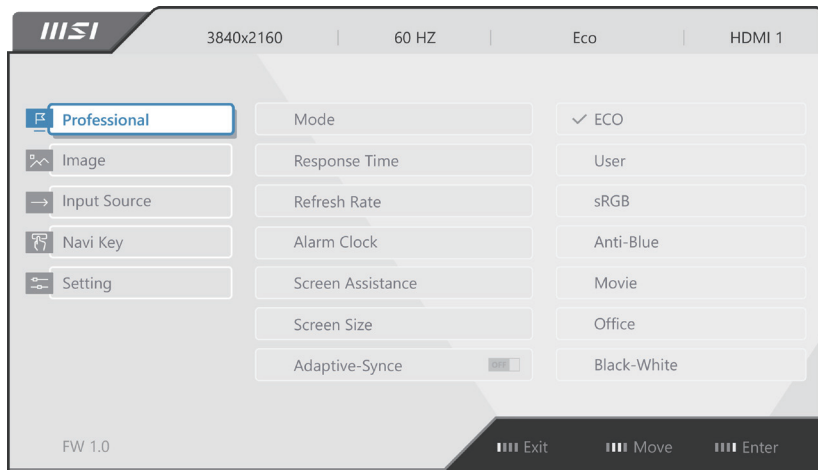 msi
3840x2160 60 HZ Eco HDMI 1
Professional Mode ECO
Image Response Time User
Input Source Refresh Rate sRGB
Navi Key Alarm Clock Anti-Blue
Setting Screen Assistance Movie
Screen Size Office
Adaptive-Synce OFF Black-White
FW 1.0 Exit Move Enter